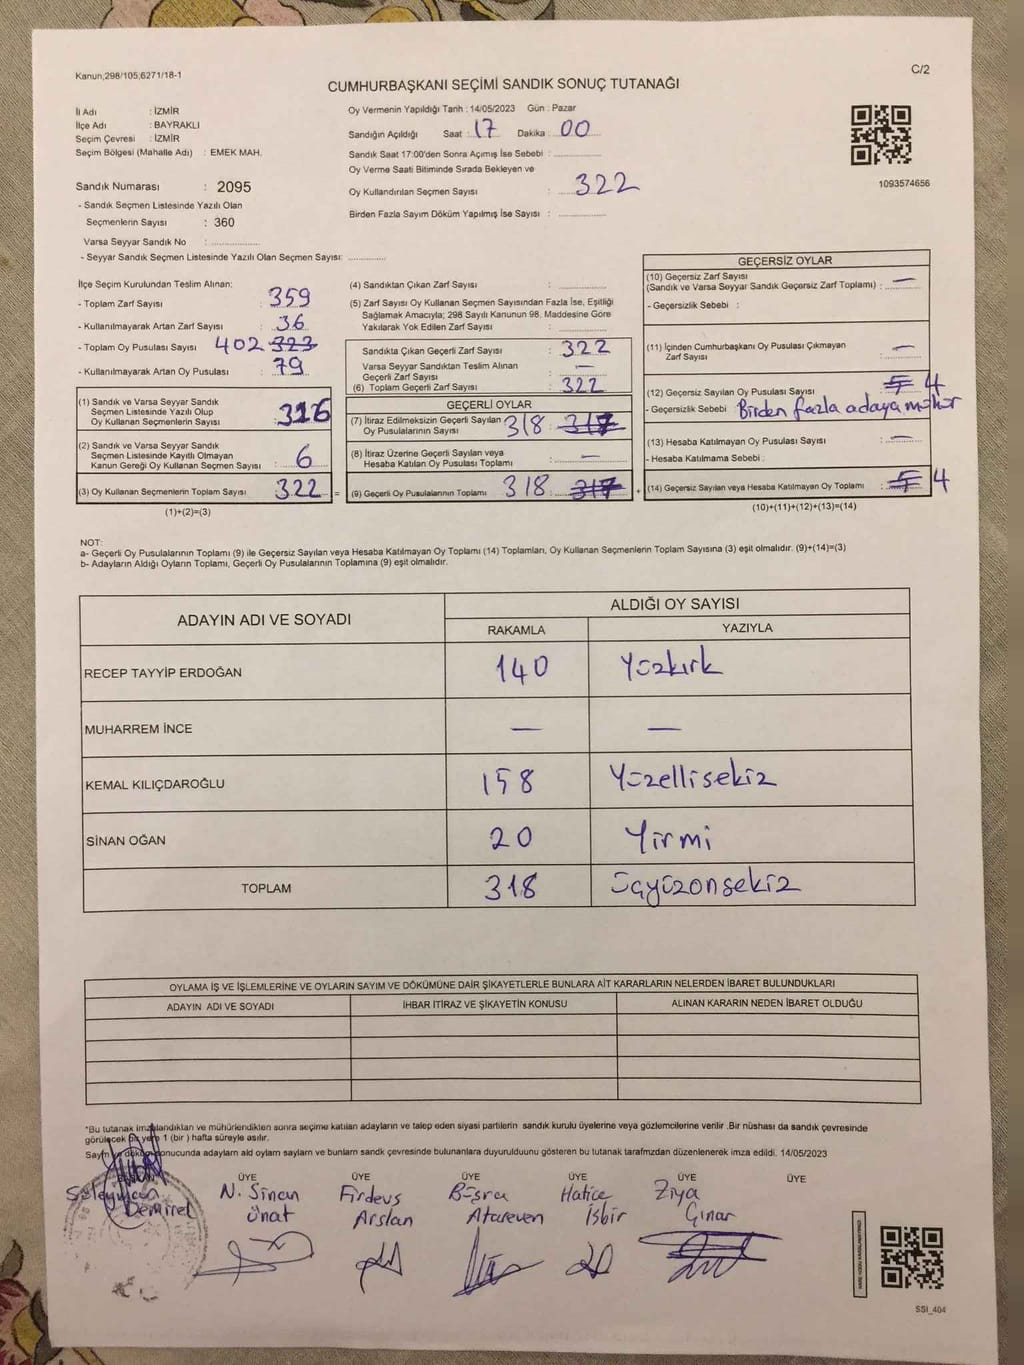 Kanun,298/105,6271/18-1
C/2
CUMHURBAŞKANI SEÇİMİ SANDIK SONUÇ TUTANAĞI
İl Adı : İZMİR
İlçe Adı : BAYRAKLI
Seçim Çevresi : İZMİR
Seçim Bölgesi (Mahalle Adı) : EMEK MAH.
Sandık Numarası : 2095
- Sandık Seçmen Listesinde Yazılı Olan
Seçmenlerin Sayısı : 360
Varsa Seyyar Sandık No : ..............
- Seyyar Sandık Seçmen Listesinde Yazılı Olan Seçmen Sayısı: ............
Oy Vermenin Yapıldığı Tarih : 14/05/2023 Gün : Pazar
Sandığın Açıldığı Saat : 17 Dakika : 00
Sandık Saat 17:00'den Sonra Açımış İse Sebebi : ..............
Oy Verme Saati Bitiminde Sırada Bekleyen ve
Oy Kullandırılan Seçmen Sayısı : 322
Birden Fazla Sayım Döküm Yapılmış İse Sayısı : ..............
1093574656
İlçe Seçim Kurulundan Teslim Alınan:
- Toplam Zarf Sayısı : 359
- Kullanılmayarak Artan Zarf Sayısı : 36
- Toplam Oy Pusulası Sayısı 402 : 323
- Kullanılmayarak Artan Oy Pusulası : 79
(1) Sandık ve Varsa Seyyar Sandık
Seçmen Listesinde Yazılı Olup
Oy Kullanan Seçmenlerin Sayısı : 316
(2) Sandık ve Varsa Seyyar Sandık
Seçmen Listesinde Kayıtlı Olmayan
Kanun Gereği Oy Kullanan Seçmen Sayısı : 6
(3) Oy Kullanan Seçmenlerin Toplam Sayısı : 322 =
(1)+(2)=(3)
(4) Sandıktan Çıkan Zarf Sayısı : ..............
(5) Zarf Sayısı Oy Kullanan Seçmen Sayısından Fazla İse, Eşitliği
Sağlamak Amacıyla; 298 Sayılı Kanunun 98. Maddesine Göre
Yakılarak Yok Edilen Zarf Sayısı : ..............
Sandıkta Çıkan Geçerli Zarf Sayısı : 322
Varsa Seyyar Sandıktan Teslim Alınan : —
Geçerli Zarf Sayısı
(6) Toplam Geçerli Zarf Sayısı : 322
GEÇERLİ OYLAR
(7) İtiraz Edilmeksizin Geçerli Sayılan
Oy Pusulalarının Sayısı 318 : 317
(8) İtiraz Üzerine Geçerli Sayılan veya
Hesaba Katılan Oy Pusulası Toplamı : —
(9) Geçerli Oy Pusulalarının Toplamı 318 : 317 +
GEÇERSİZ OYLAR
(10) Geçersiz Zarf Sayısı
(Sandık ve Varsa Seyyar Sandık Geçersiz Zarf Toplamı) : —
- Geçersizlik Sebebi :
(11) İçinden Cumhurbaşkanı Oy Pusulası Çıkmayan
Zarf Sayısı : —
(12) Geçersiz Sayılan Oy Pusulası Sayısı : 5 4
- Geçersizlik Sebebi : Birden fazla adaya mühür
(13) Hesaba Katılmayan Oy Pusulası Sayısı : —
- Hesaba Katılmama Sebebi :
(14) Geçersiz Sayılan veya Hesaba Katılmayan Oy Toplamı : 5 4
(10)+(11)+(12)+(13)=(14)
NOT:
a- Geçerli Oy Pusulalarının Toplamı (9) ile Geçersiz Sayılan veya Hesaba Katılmayan Oy Toplamı (14) Toplamları, Oy Kullanan Seçmenlerin Toplam Sayısına (3) eşit olmalıdır. (9)+(14)=(3)
b- Adayların Aldığı Oyların Toplamı, Geçerli Oy Pusulalarının Toplamına (9) eşit olmalıdır.
ADAYIN ADI VE SOYADI
ALDIĞI OY SAYISI
RAKAMLA YAZIYLA
RECEP TAYYİP ERDOĞAN 140 Yüzkırk
MUHARREM İNCE — —
KEMAL KILIÇDAROĞLU 158 Yüzellisekiz
SİNAN OĞAN 20 Yirmi
TOPLAM 318 üçyüzonsekiz
OYLAMA İŞ VE İŞLEMLERİNE VE OYLARIN SAYIM VE DÖKÜMÜNE DAİR ŞİKAYETLERLE BUNLARA AİT KARARLARIN NELERDEN İBARET BULUNDUKLARI
ADAYIN ADI VE SOYADI İHBAR İTİRAZ VE ŞİKAYETİN KONUSU ALINAN KARARIN NEDEN İBARET OLDUĞU
*Bu tutanak imzalandıktan ve mühürlendikten sonra seçime katılan adayların ve talep eden siyasi partilerin sandık kurulu üyelerine veya gözlemcilerine verilir .Bir nüshası da sandık çevresinde
görülecek bir yere 1 (bir ) hafta süreyle asılır.
Sayım ve döküm sonucunda adayların aldı oyların sayların ve bunların sandık çevresinde bulunanlara duyurulduunu gösteren bu tutanak tarafmzdan düzenlenerek imza edildi. 14/05/2023
ÜYE ÜYE ÜYE ÜYE ÜYE ÜYE
Süleyman N. Sinan Firdevs Büşra Hatice Ziya
Demirel Ünat Arslan Atareven İşbir Çınar
SSI_404